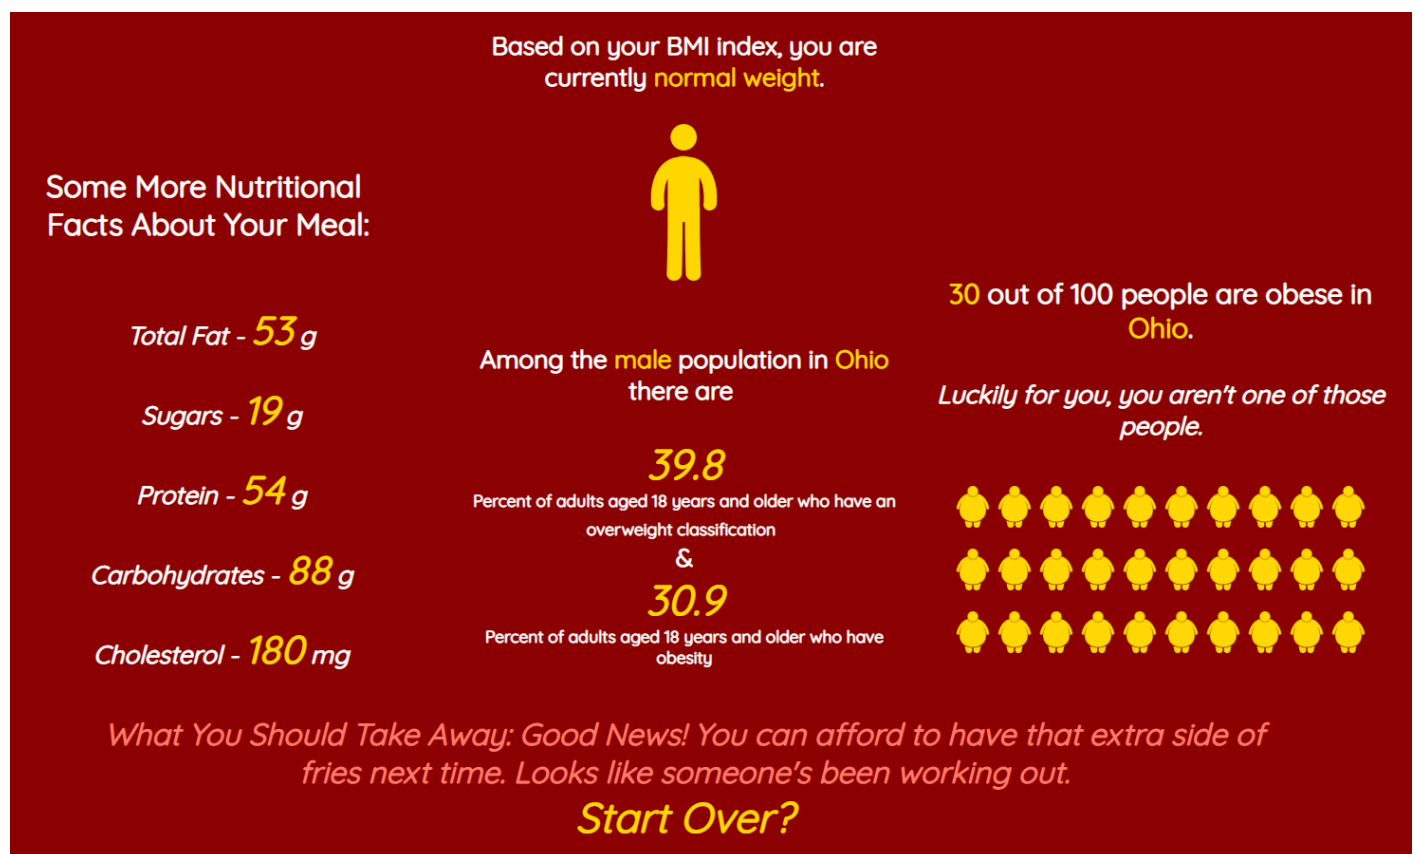 Based on your BMI index, you are
currently normal weight.
Some More Nutritional
Facts About Your Meal:
Total Fat - 53 g
Sugars - 19 g
Protein - 54 g
Carbohydrates - 88 g
Cholesterol - 180 mg
Among the male population in Ohio
there are
39.8
Percent of adults aged 18 years and older who have an
overweight classification
&
30.9
Percent of adults aged 18 years and older who have
obesity
30 out of 100 people are obese in
Ohio.
Luckily for you, you aren't one of those
people.
What You Should Take Away: Good News! You can afford to have that extra side of
fries next time. Looks like someone's been working out.
Start Over?